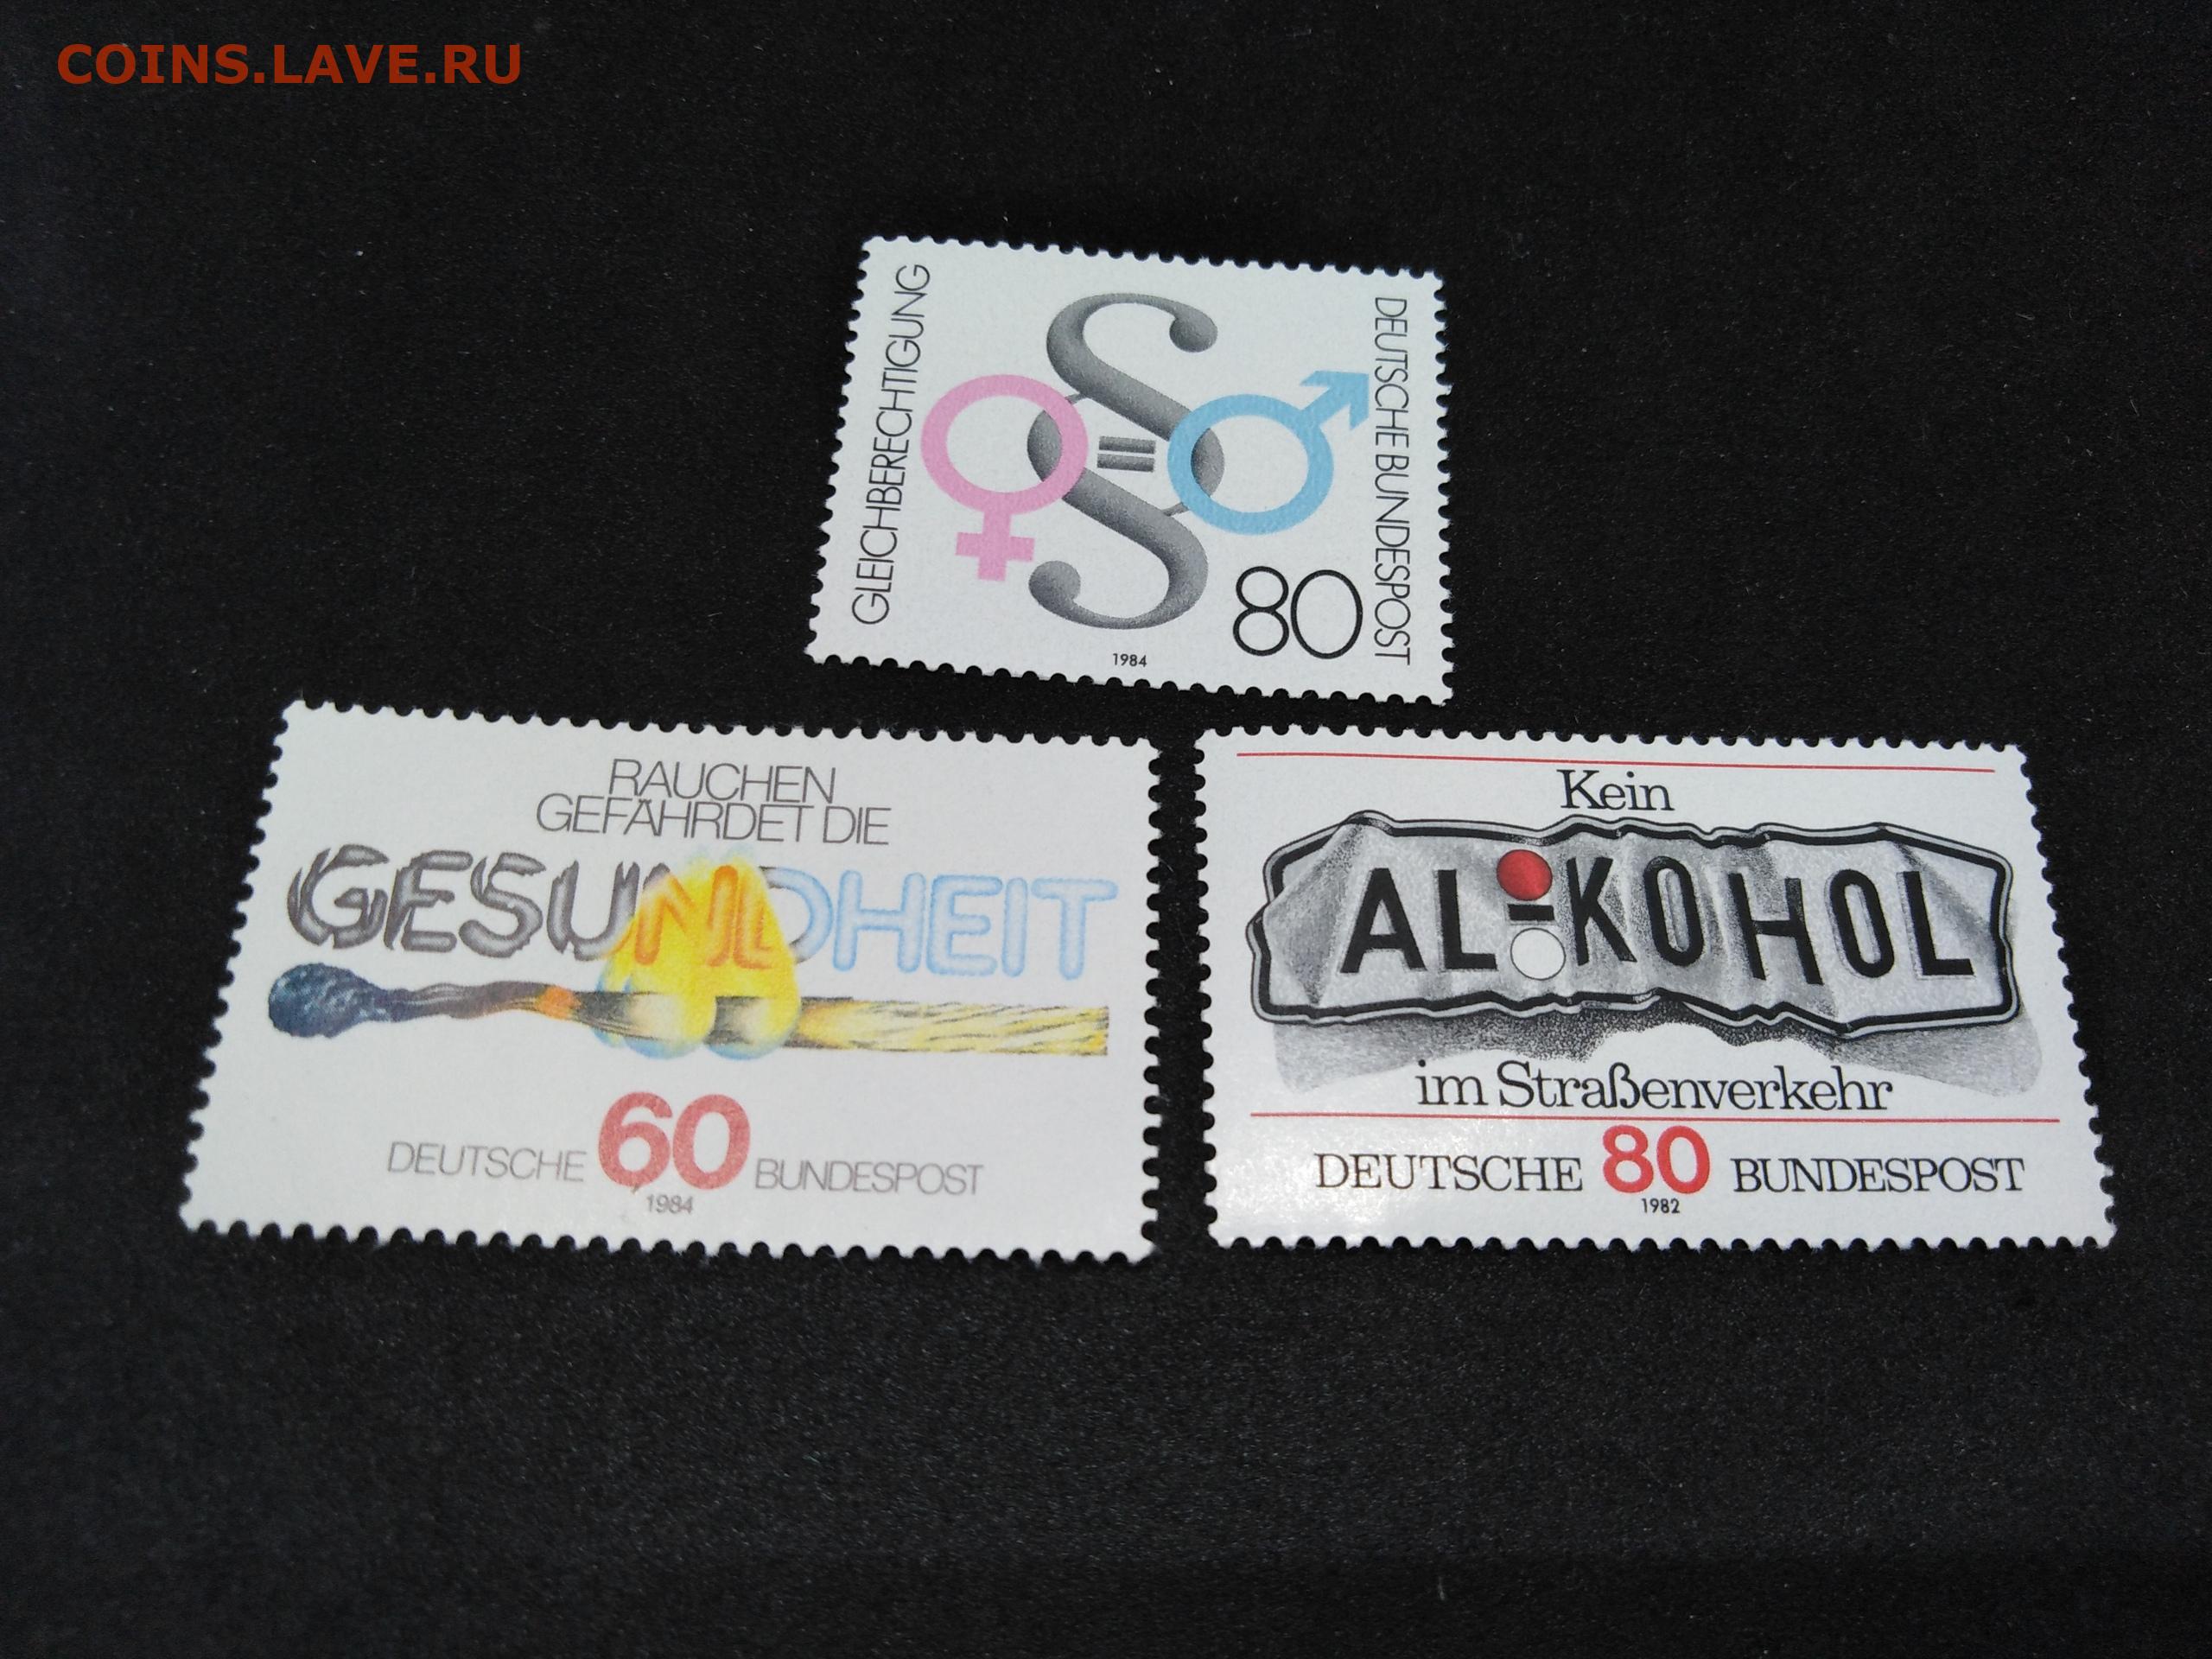 COINS.LAVE.RU
GLEICHBERECHTIGUNG
§
=
DEUTSCHE BUNDESPOST
80
1984
RAUCHEN
GEFÄHRDET DIE
GESUNDHEIT
DEUTSCHE 60 BUNDESPOST
1984
Kein
AL-KOHOL
im Straßenverkehr
DEUTSCHE 80 BUNDESPOST
1982